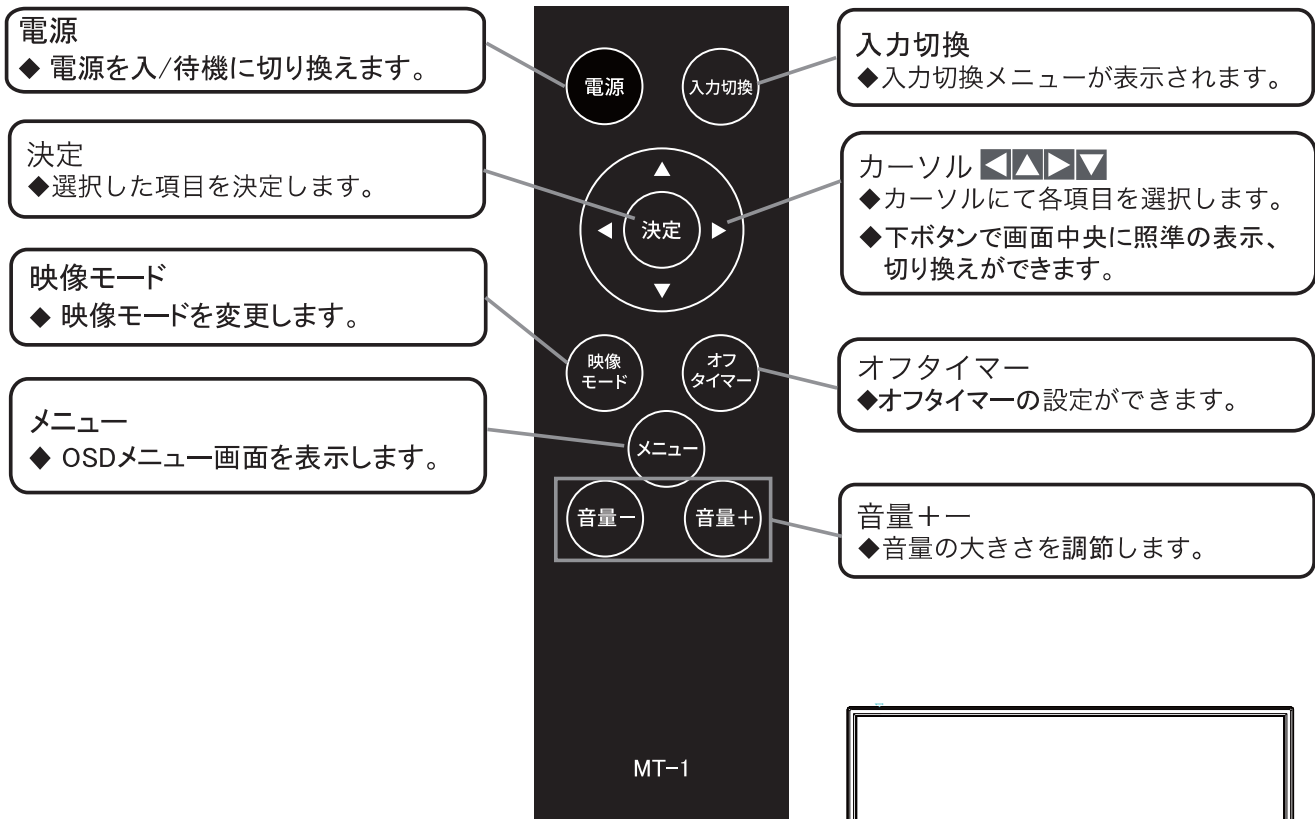 電源
◆ 電源を入/待機に切り換えます。
決定
◆選択した項目を決定します。
映像モード
◆ 映像モードを変更します。
メニュー
◆ OSDメニュー画面を表示します。
電源
入力切換
▲
◀ 決定 ▶
▼
映像
モード
オフ
タイマー
メニュー
音量－
音量＋
MT-1
入力切換
◆入力切換メニューが表示されます。
カーソル ◁△▷▽
◆カーソルにて各項目を選択します。
◆下ボタンで画面中央に照準の表示、
切り換えができます。
オフタイマー
◆オフタイマーの設定ができます。
音量＋－
◆音量の大きさを調節します。